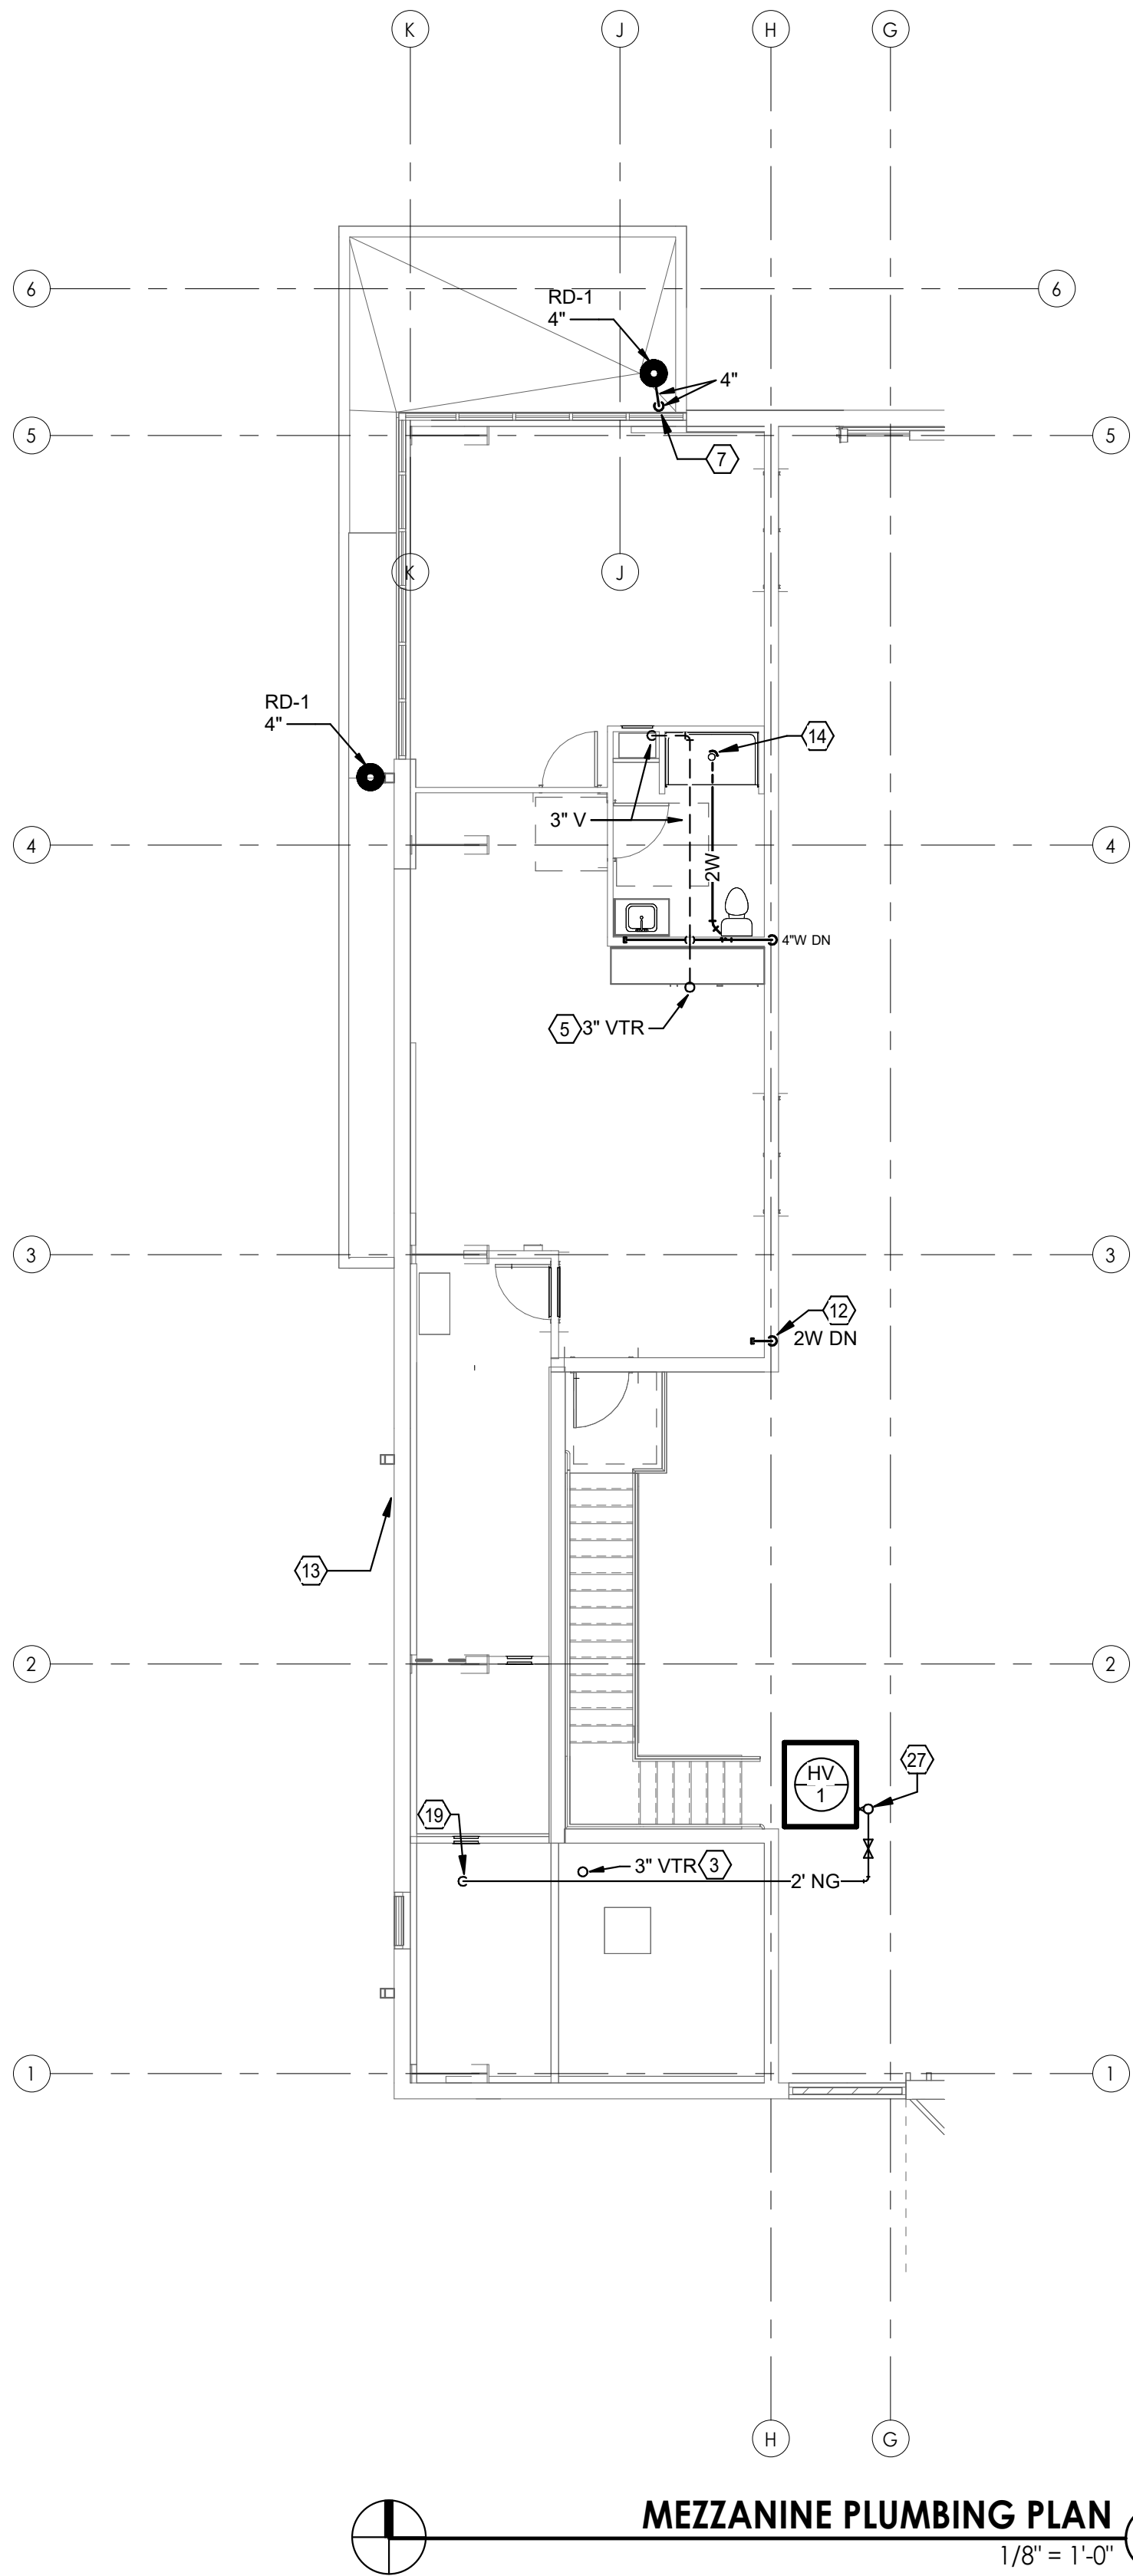 K J H G
6 6
RD-1
4"
4"
5 5
7
K J
RD-1
4"
14
3" V
4 4
2W
4"W DN
5 3" VTR
3 3
12
2W DN
13
2 2
HV
1
27
19
3" VTR 3
2' NG
1 1
H G
MEZZANINE PLUMBING PLAN
1/8" = 1'-0"